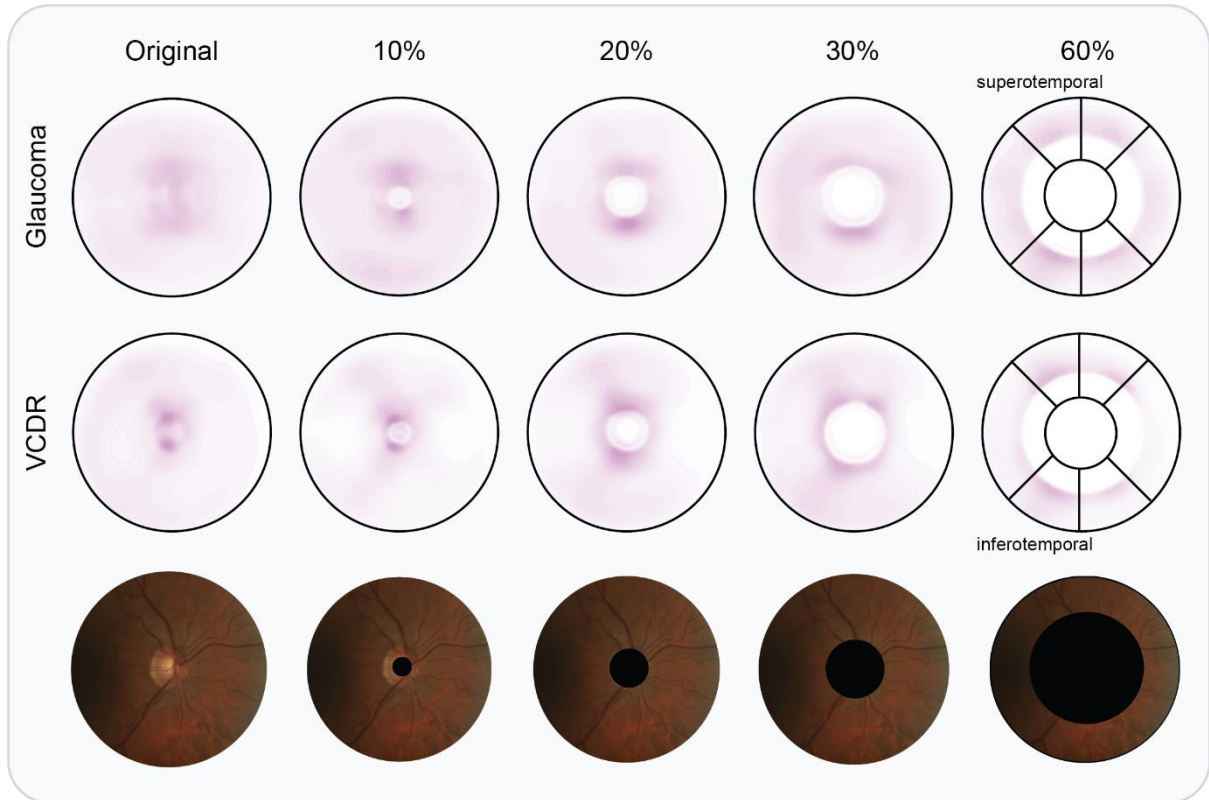 Original 10% 20% 30% 60%
superotemporal
Glaucoma
VCDR
inferotemporal